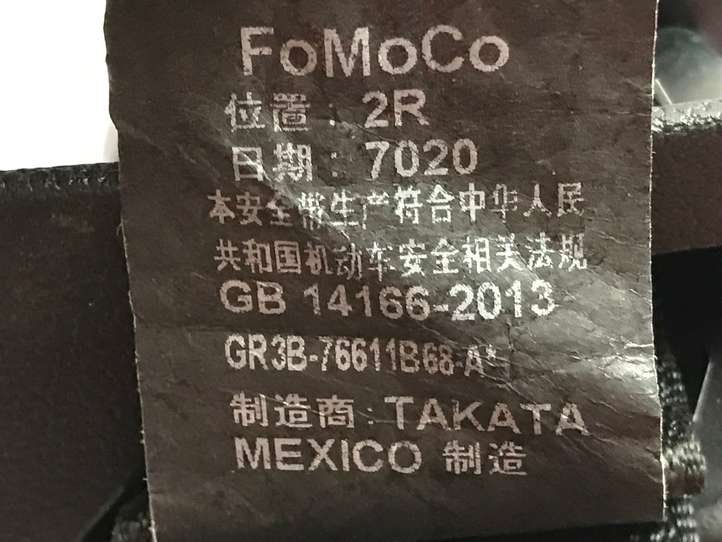 FoMoCo
位置: 2R
日期: 7020
本安全带生产符合中华人民
共和国机动车安全相关法规
GB 14166-2013
GR3B-76611B68-A*
制造商: TAKATA
MEXICO 制造